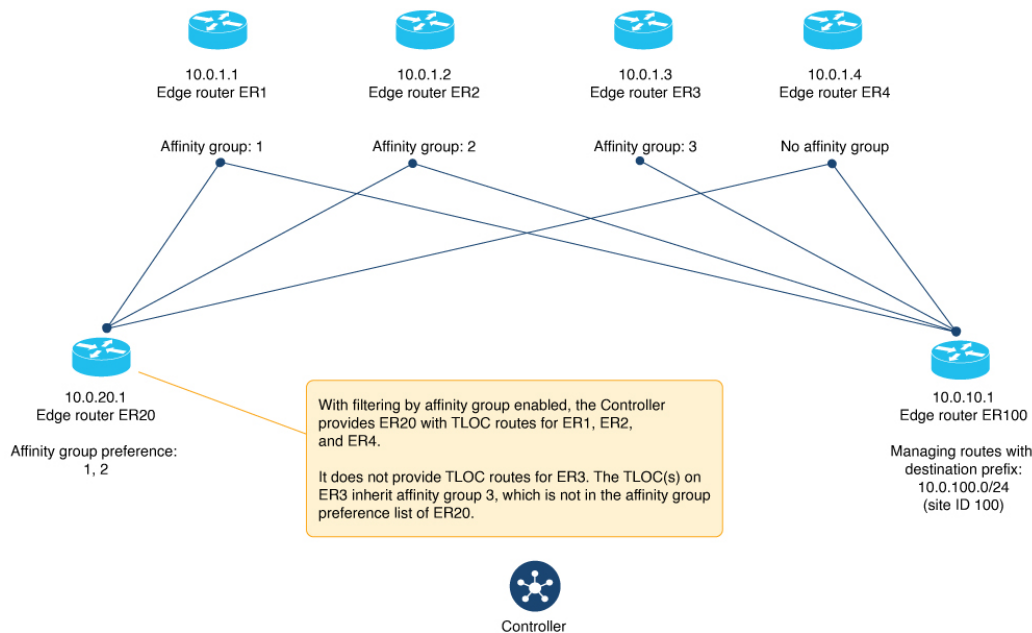 10.0.1.1
Edge router ER1
10.0.1.2
Edge router ER2
10.0.1.3
Edge router ER3
10.0.1.4
Edge router ER4
Affinity group: 1
Affinity group: 2
Affinity group: 3
No affinity group
10.0.20.1
Edge router ER20
Affinity group preference:
1, 2
With filtering by affinity group enabled, the Controller
provides ER20 with TLOC routes for ER1, ER2,
and ER4.
It does not provide TLOC routes for ER3. The TLOC(s) on
ER3 inherit affinity group 3, which is not in the affinity group
preference list of ER20.
10.0.10.1
Edge router ER100
Managing routes with
destination prefix:
10.0.100.0/24
(site ID 100)
Controller